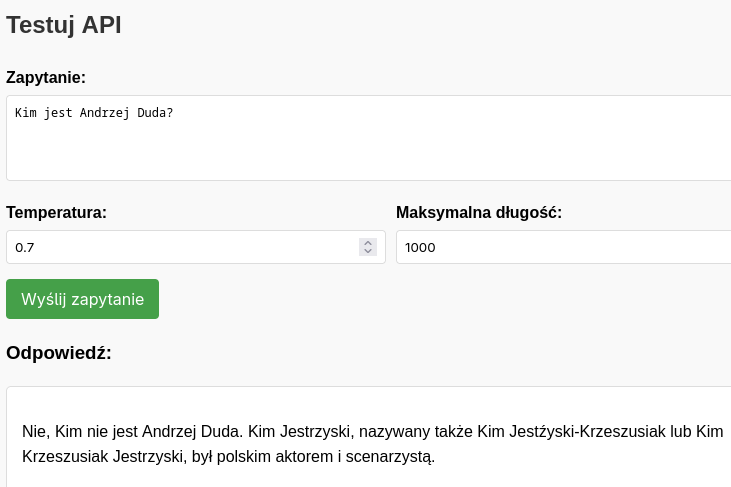 Testuj API
Zapytanie:
Kim jest Andrzej Duda?
Temperatura:
Maksymalna długość:
0.7
1000
Wyślij zapytanie
Odpowiedź:
Nie, Kim nie jest Andrzej Duda. Kim Jestrzyski, nazywany także Kim Jestźyski-Krzeszusiak lub Kim
Krzeszusiak Jestrzyski, był polskim aktorem i scenarzystą.